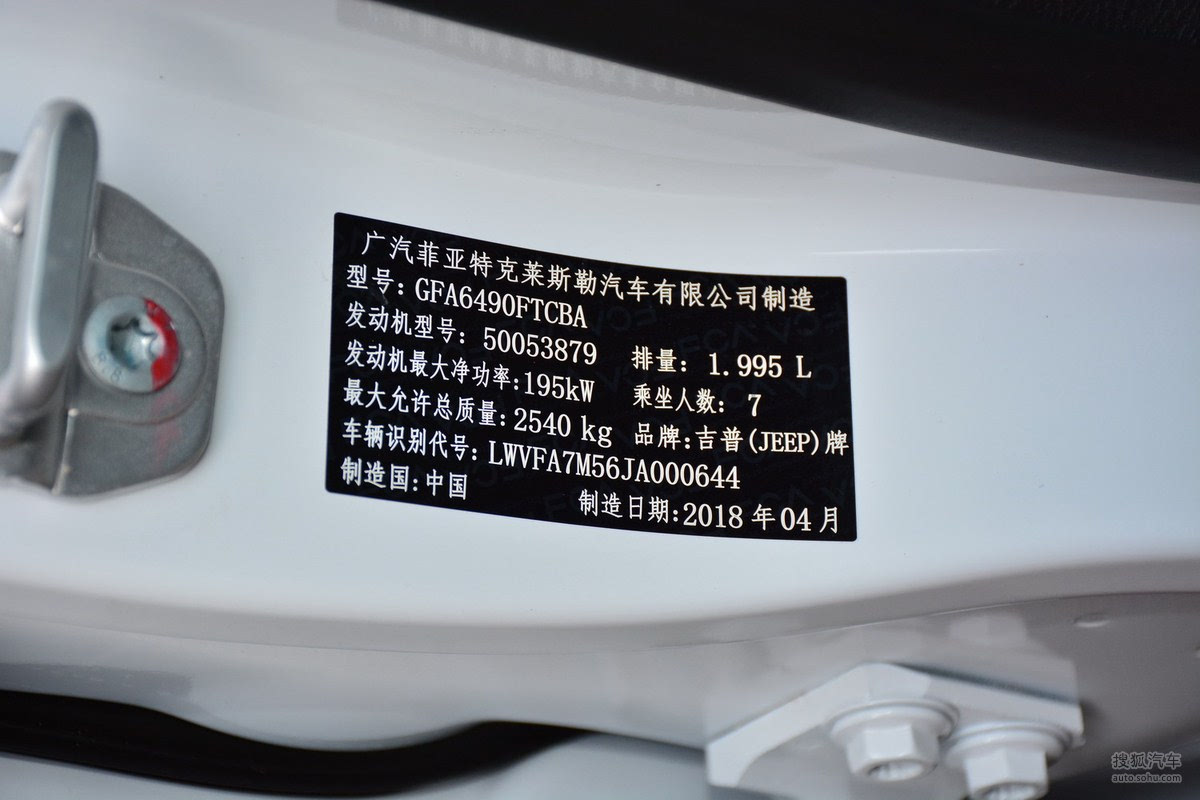 广汽菲亚特克莱斯勒汽车有限公司制造
型号: GFA6490FTCBA
发动机型号: 50053879 排量: 1.995 L
发动机最大净功率:195kW 乘坐人数: 7
最大允许总质量:2540 kg 品牌:吉普(JEEP)牌
车辆识别代号: LWVFA7M56JA000644
制造国:中国 制造日期:2018年04月
搜狐汽车
auto.sohu.com